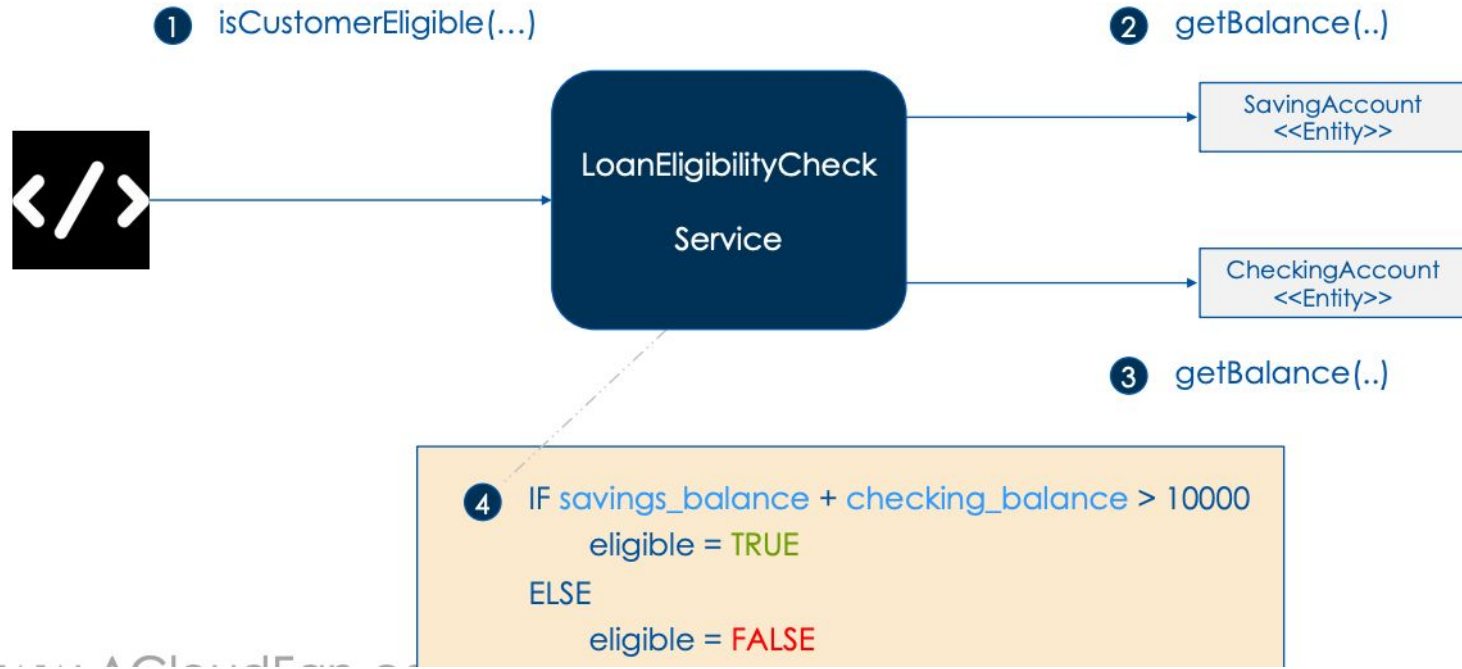 1 isCustomerEligible(...)
2 getBalance(..)
SavingAccount
<<Entity>>
</>
LoanEligibilityCheck
Service
CheckingAccount
<<Entity>>
3 getBalance(..)
4 IF savings_balance + checking_balance > 10000
eligible = TRUE
ELSE
eligible = FALSE